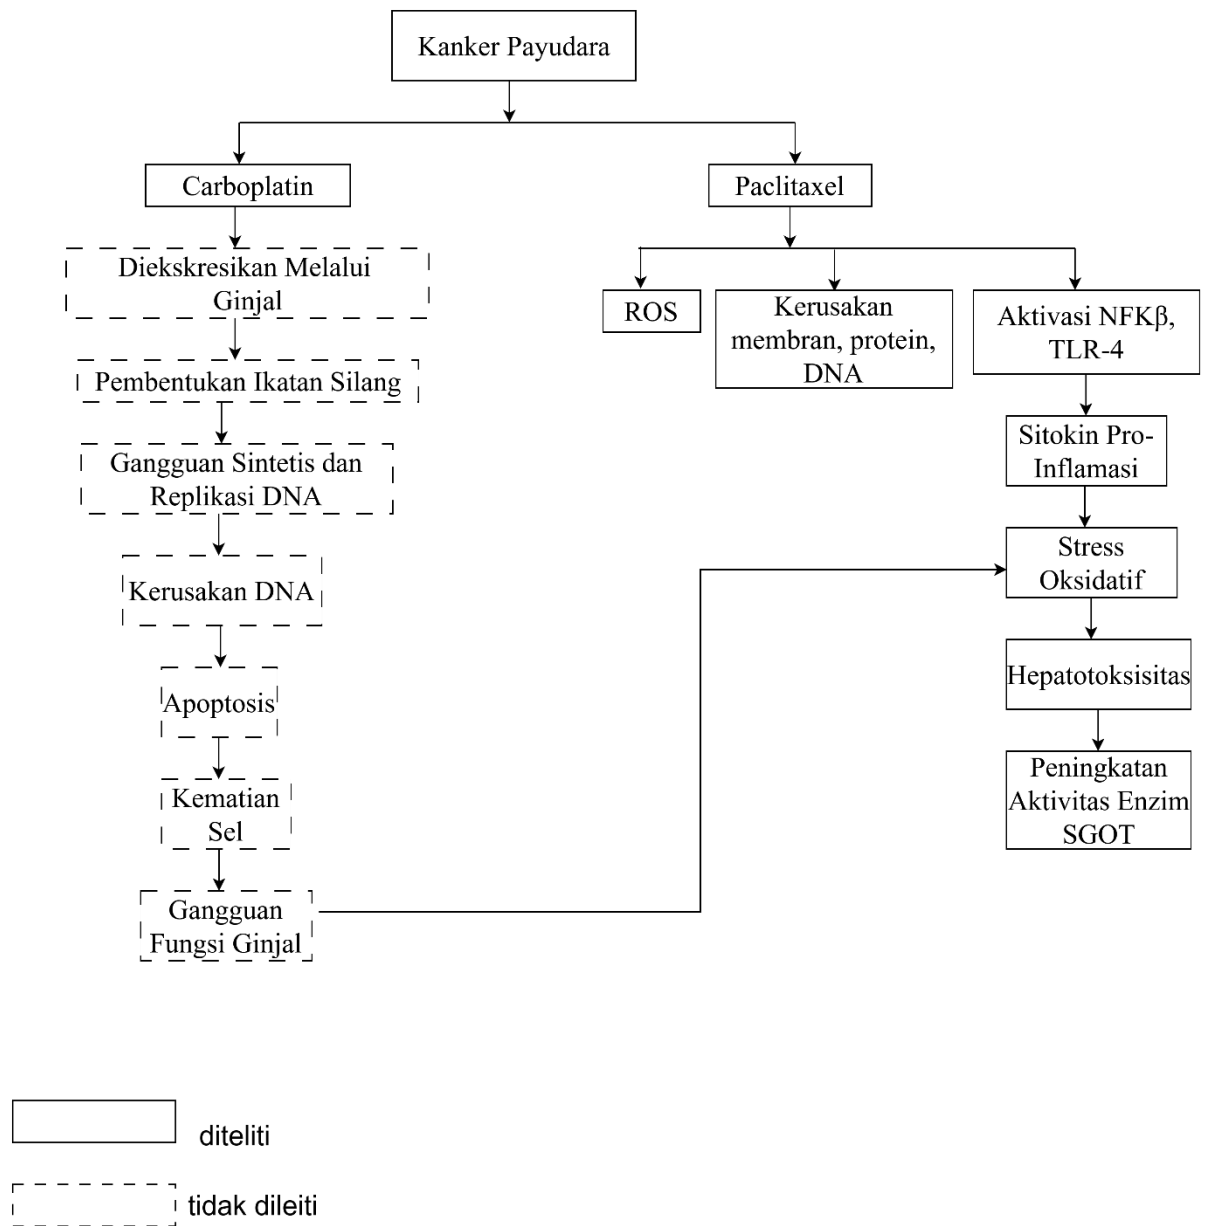 Kanker Payudara
Carboplatin
Paclitaxel
Diekskresikan Melalui
Ginjal
ROS
Kerusakan
membran, protein,
DNA
Aktivasi NFKβ,
TLR-4
Pembentukan Ikatan Silang
Sitokin Pro-
Inflamasi
Gangguan Sintetis dan
Replikasi DNA
Stress
Oksidatif
Kerusakan DNA
Hepatotoksisitas
Apoptosis
Peningkatan
Aktivitas Enzim
SGOT
Kematian
Sel
Gangguan
Fungsi Ginjal
diteliti
tidak dileiti